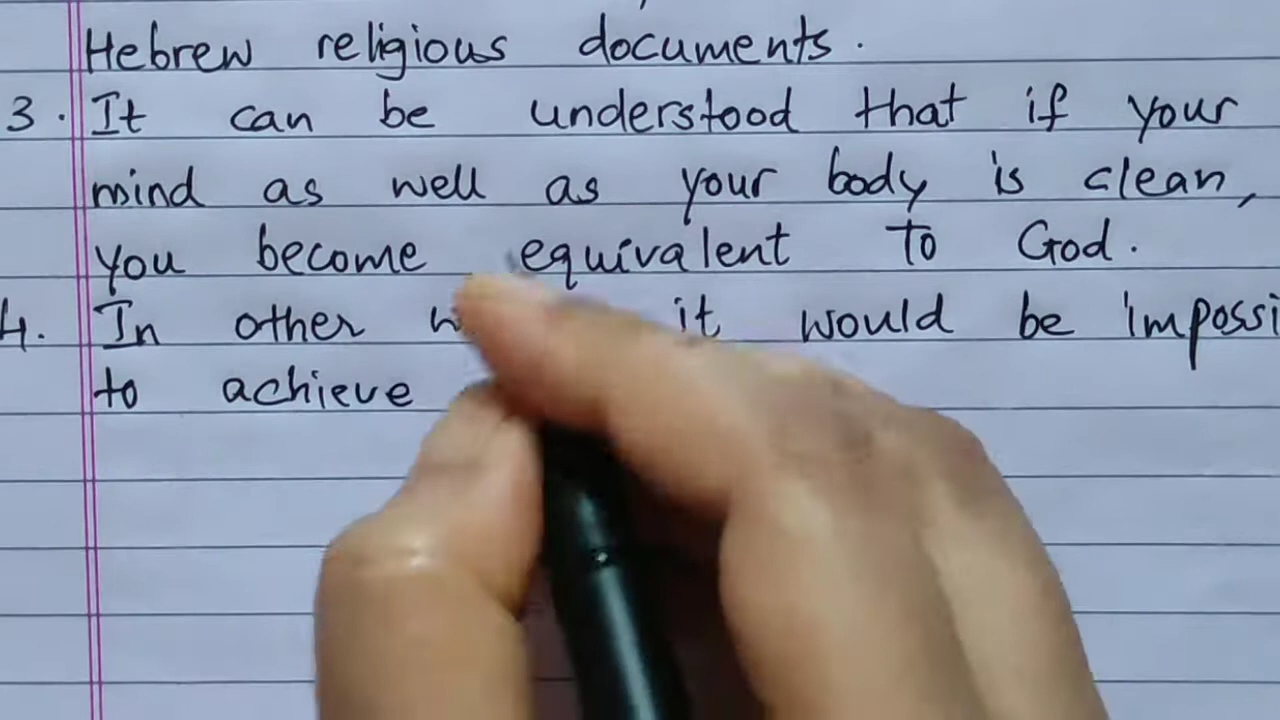 Hebrew religious documents.
3. It can be understood that if your
mind as well as your body is clean,
you become equivalent to God.
4. In other it would be
to achieve